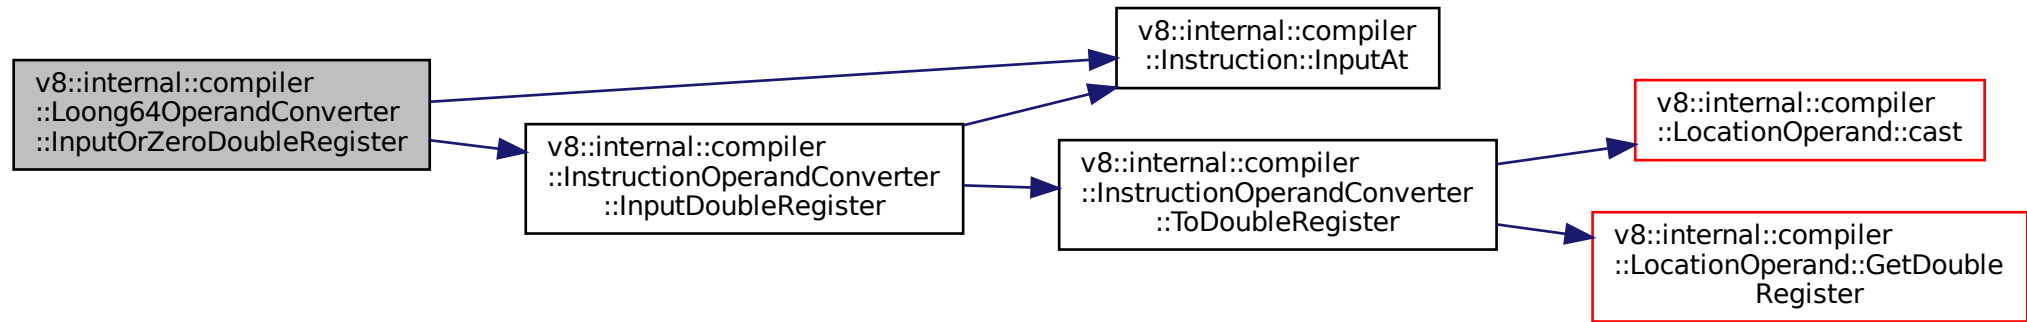 v8::internal::compiler
::Loong64OperandConverter
::InputOrZeroDoubleRegister
v8::internal::compiler
::Instruction::InputAt
v8::internal::compiler
::InstructionOperandConverter
::InputDoubleRegister
v8::internal::compiler
::InstructionOperandConverter
::ToDoubleRegister
v8::internal::compiler
::LocationOperand::cast
v8::internal::compiler
::LocationOperand::GetDouble
Register